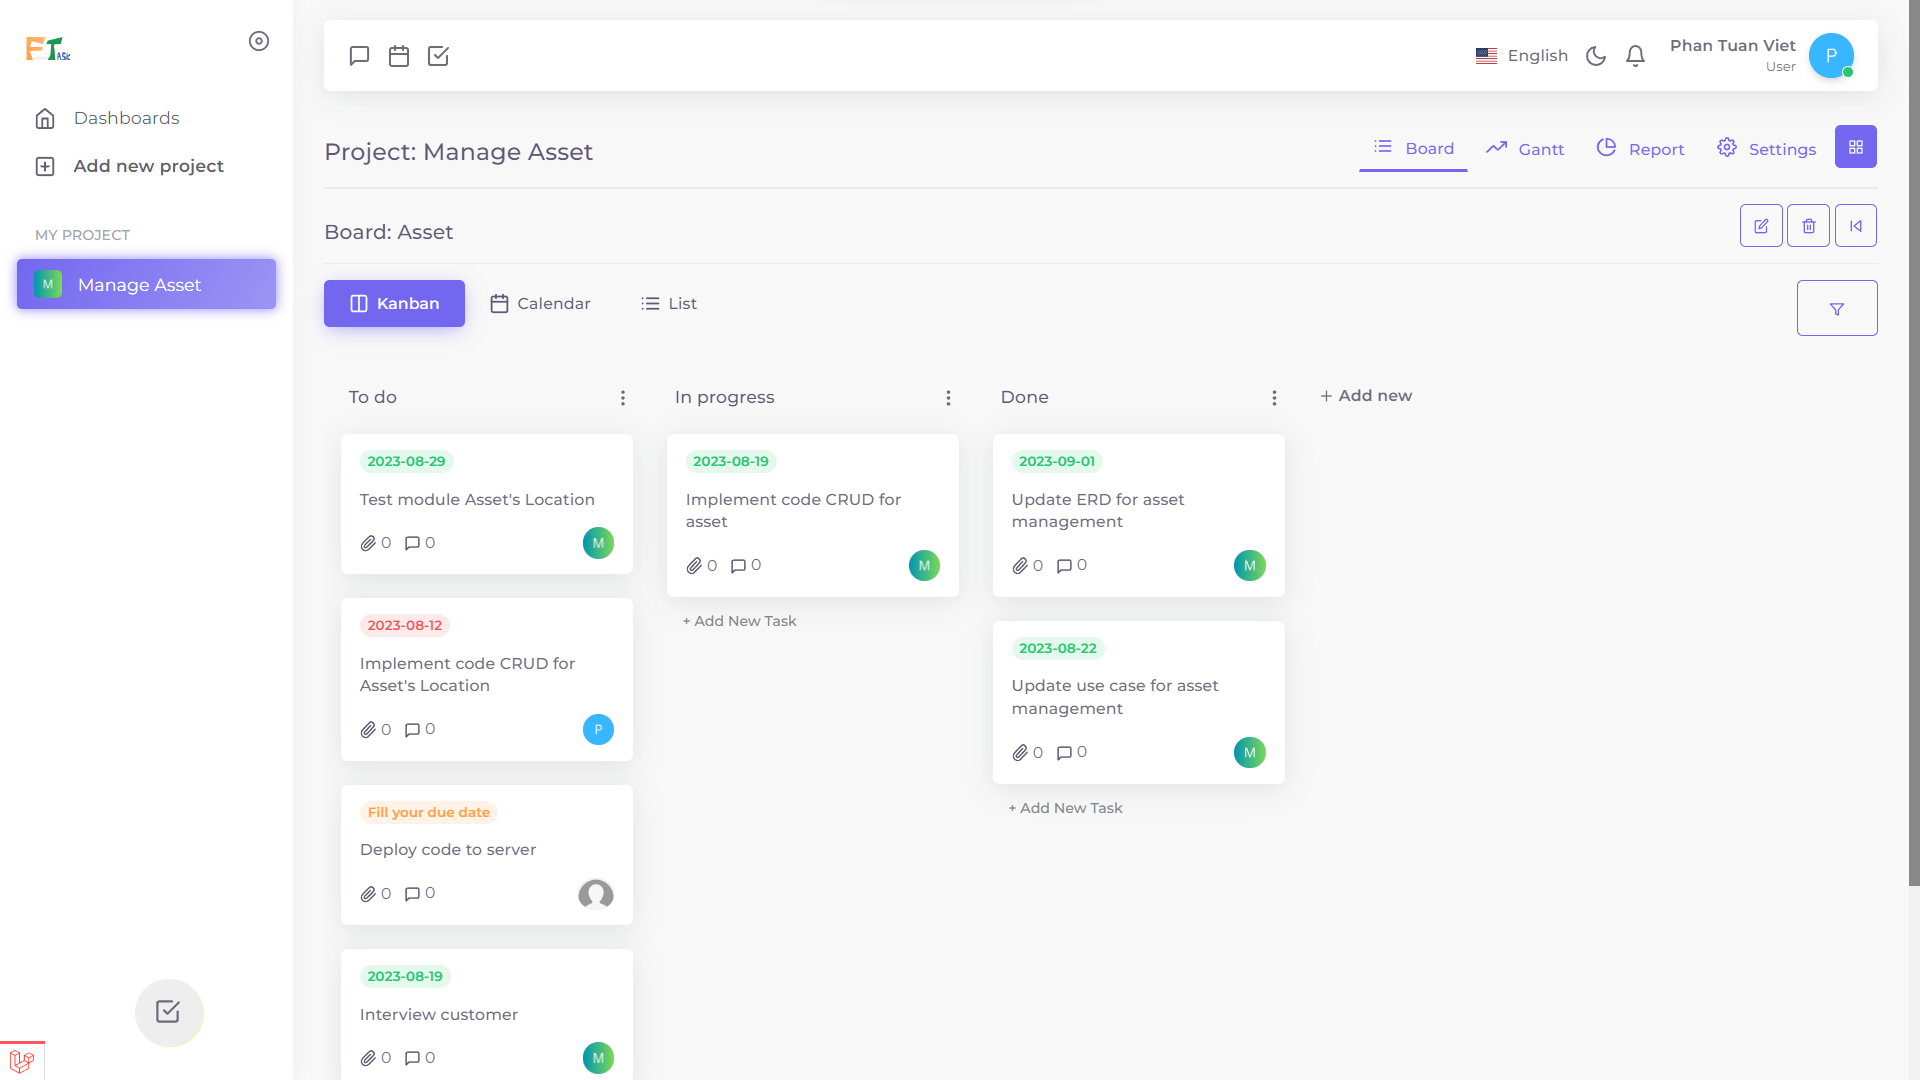 FTASK
Dashboards
Add new project
MY PROJECT
M
Manage Asset
English
Phan Tuan Viet
User
P
Project: Manage Asset
Board
Gantt
Report
Settings
Board: Asset
Kanban
Calendar
List
To do
2023-08-29
Test module Asset's Location
0 0
M
2023-08-12
Implement code CRUD for
Asset's Location
0 0
P
Fill your due date
Deploy code to server
0 0
2023-08-19
Interview customer
0 0
M
In progress
2023-08-19
Implement code CRUD for
asset
0 0
M
+ Add New Task
Done
2023-09-01
Update ERD for asset
management
0 0
M
2023-08-22
Update use case for asset
management
0 0
M
+ Add New Task
+ Add new